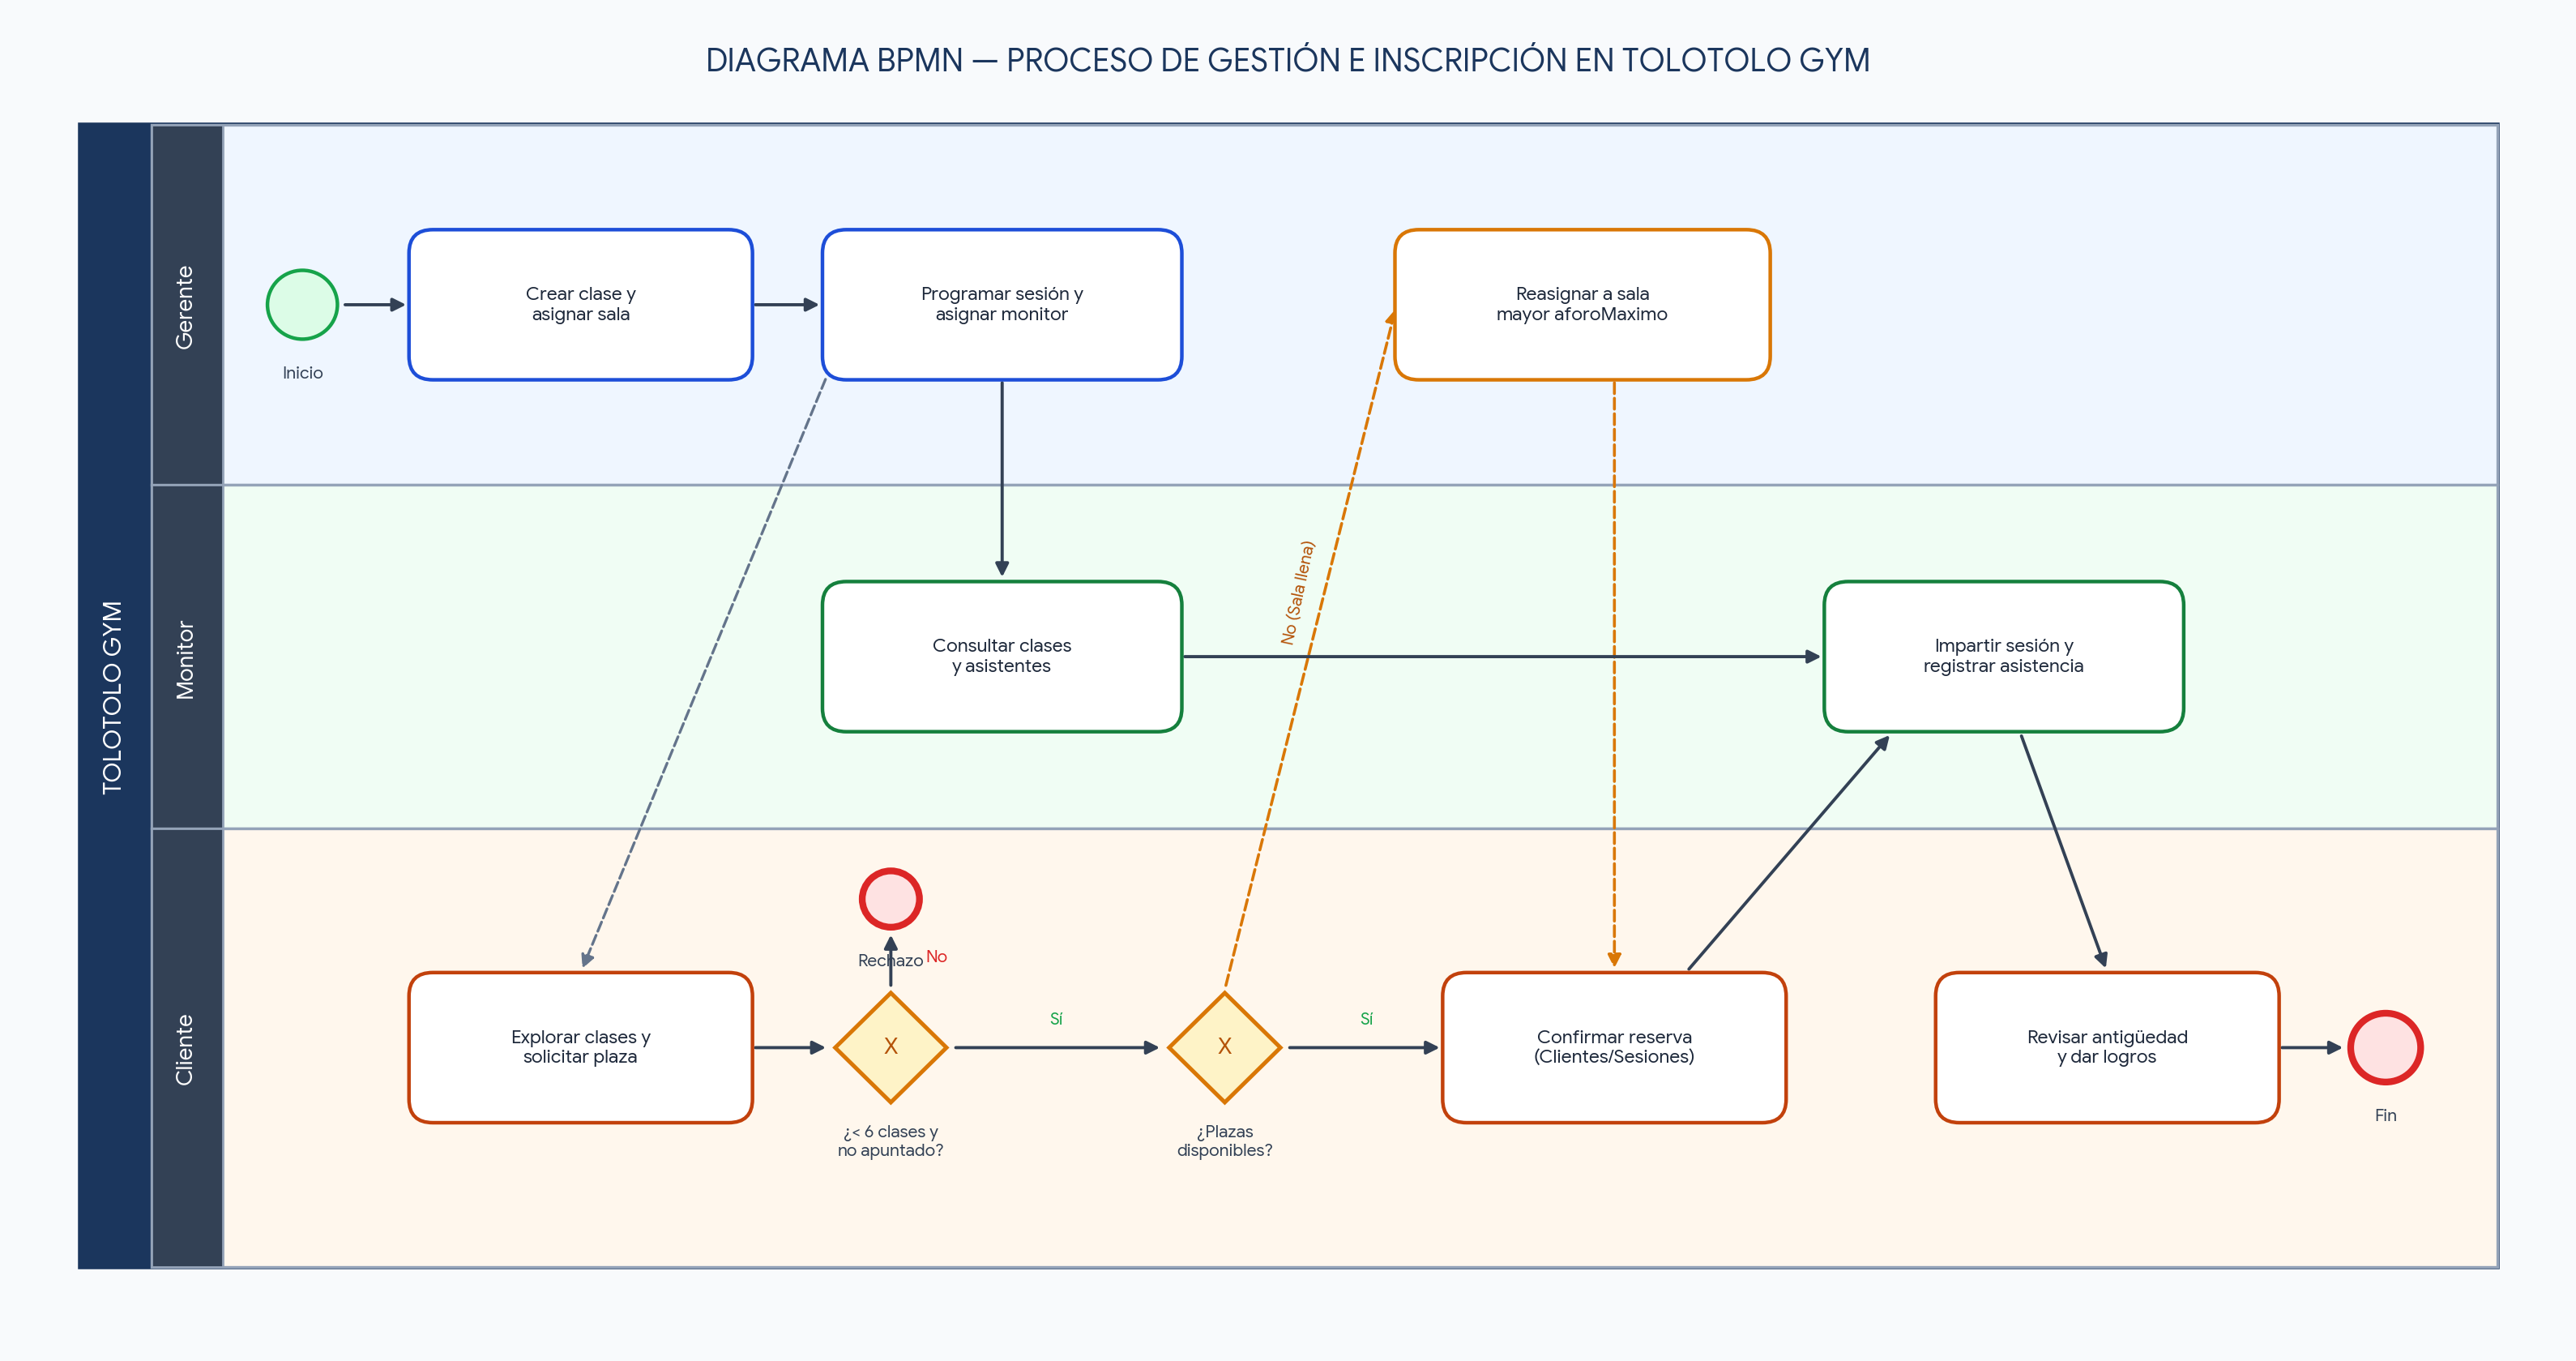 DIAGRAMA BPMN — PROCESO DE GESTIÓN E INSCRIPCIÓN EN TOLOTOLO GYM
TOLOTOLO GYM
Gerente
Inicio
Crear clase y
asignar sala
Programar sesión y
asignar monitor
Reasignar a sala
mayor aforoMaximo
Monitor
Consultar clases
y asistentes
No (Sala llena)
Impartir sesión y
registrar asistencia
Cliente
Rechazo
No
Explorar clases y
solicitar plaza
X
¿< 6 clases y
no apuntado?
Sí
X
¿Plazas
disponibles?
Sí
Confirmar reserva
(Clientes/Sesiones)
Revisar antigüedad
y dar logros
Fin